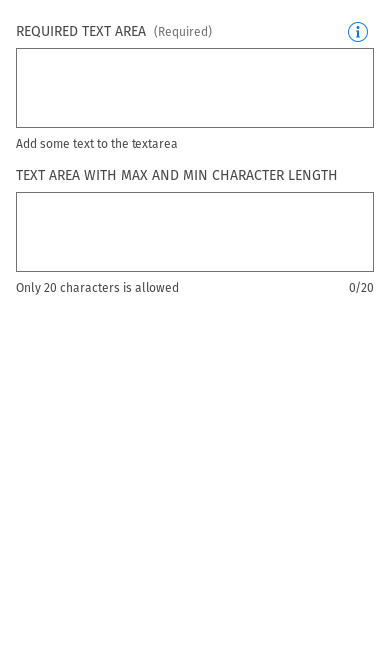 REQUIRED TEXT AREA (Required)
Add some text to the textarea
TEXT AREA WITH MAX AND MIN CHARACTER LENGTH
Only 20 characters is allowed 0/20